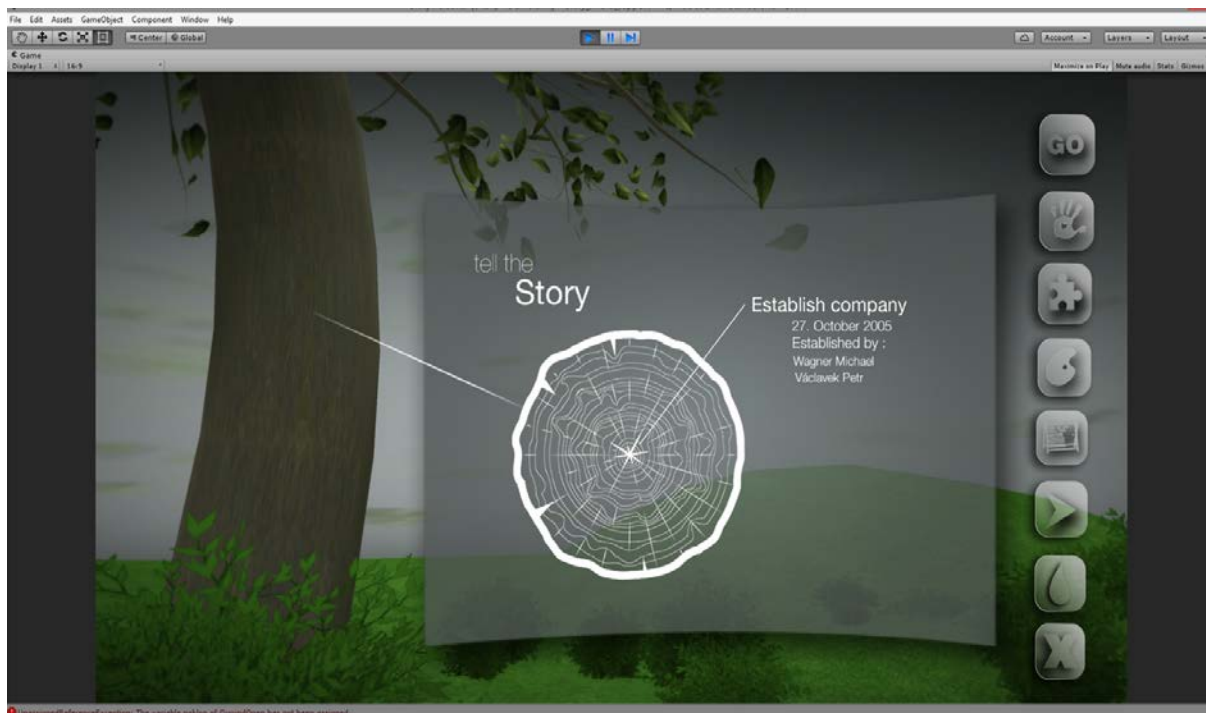 File Edit Assets GameObject Component Window Help
Center Global
Account Layers Layout
Game
Display 1 16:9
Maximize on Play Mute audio Stats Gizmos
GO
tell the
Story
Establish company
27. October 2005
Established by :
Wagner Michael
Václavek Petr
X